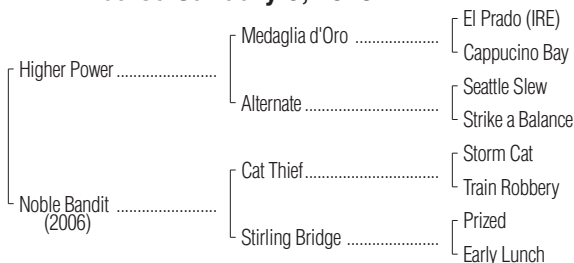 El Prado (IRE)
Medaglia d'Oro
Cappucino Bay
Higher Power
Seattle Slew
Alternate
Strike a Balance
Storm Cat
Cat Thief
Train Robbery
Noble Bandit
(2006)
Prized
Stirling Bridge
Early Lunch